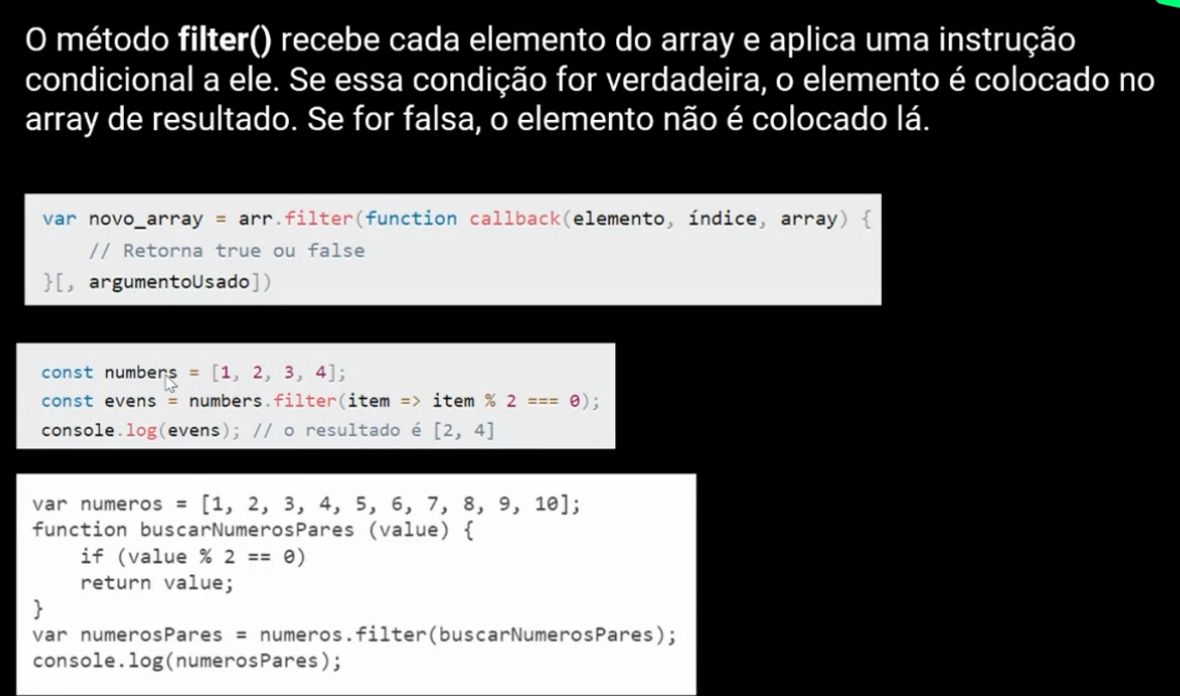 O método filter() recebe cada elemento do array e aplica uma instrução
condicional a ele. Se essa condição for verdadeira, o elemento é colocado no
array de resultado. Se for falsa, o elemento não é colocado lá.
var novo_array = arr.filter(function callback(elemento, índice, array) {
    // Retorna true ou false
}[, argumentoUsado])
const numbers = [1, 2, 3, 4];
const evens = numbers.filter(item => item % 2 === 0);
console.log(evens); // o resultado é [2, 4]
var numeros = [1, 2, 3, 4, 5, 6, 7, 8, 9, 10];
function buscarNumerosPares (value) {
    if (value % 2 == 0)
    return value;
}
var numerosPares = numeros.filter(buscarNumerosPares);
console.log(numerosPares);